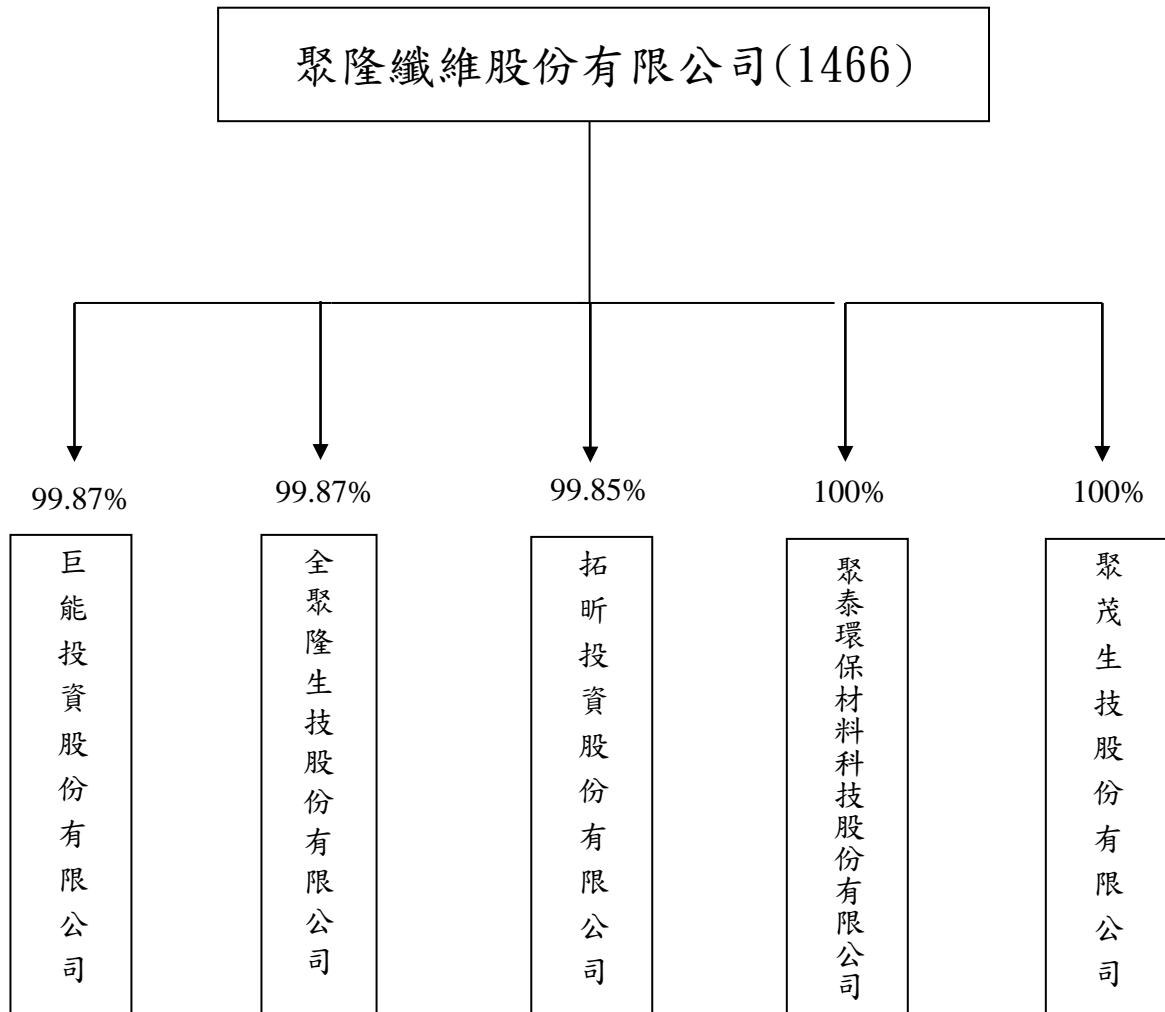 聚隆纖維股份有限公司(1466)
99.87%
99.87%
99.85%
100%
100%
巨能投資股份有限公司
全聚隆生技股份有限公司
拓昕投資股份有限公司
聚泰環保材料科技股份有限公司
聚茂生技股份有限公司